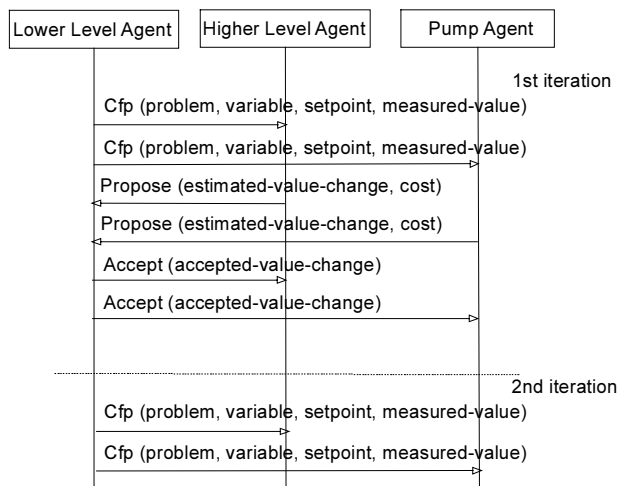 Lower Level Agent
Higher Level Agent
Pump Agent
1st iteration
Cfp (problem, variable, setpoint, measured-value)
Cfp (problem, variable, setpoint, measured-value)
Propose (estimated-value-change, cost)
Propose (estimated-value-change, cost)
Accept (accepted-value-change)
Accept (accepted-value-change)
2nd iteration
Cfp (problem, variable, setpoint, measured-value)
Cfp (problem, variable, setpoint, measured-value)